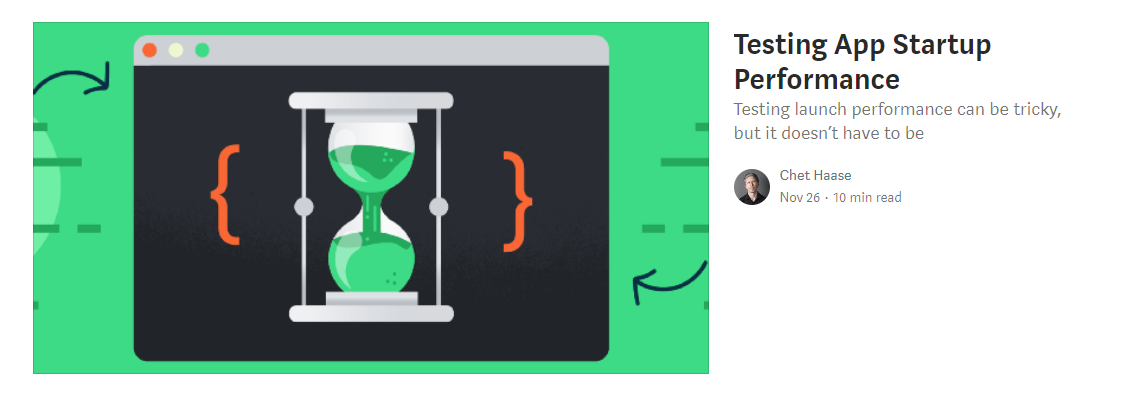 Testing App Startup
Performance
Testing launch performance can be tricky,
but it doesn’t have to be
Chet Haase
Nov 26 · 10 min read